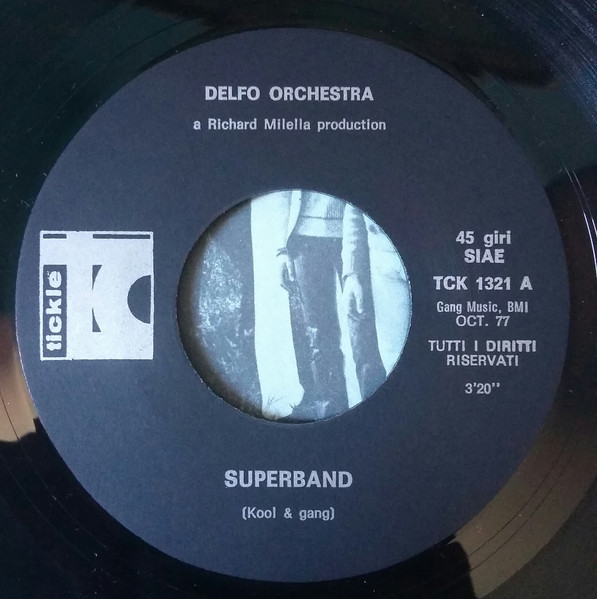 DELFO ORCHESTRA
a Richard Milella production
tickle
45 giri
SIAE
TCK 1321 A
Gang Music, BMI
OCT. 77
TUTTI I DIRITTI
RISERVATI
3'20"
SUPERBAND
(Kool & gang)